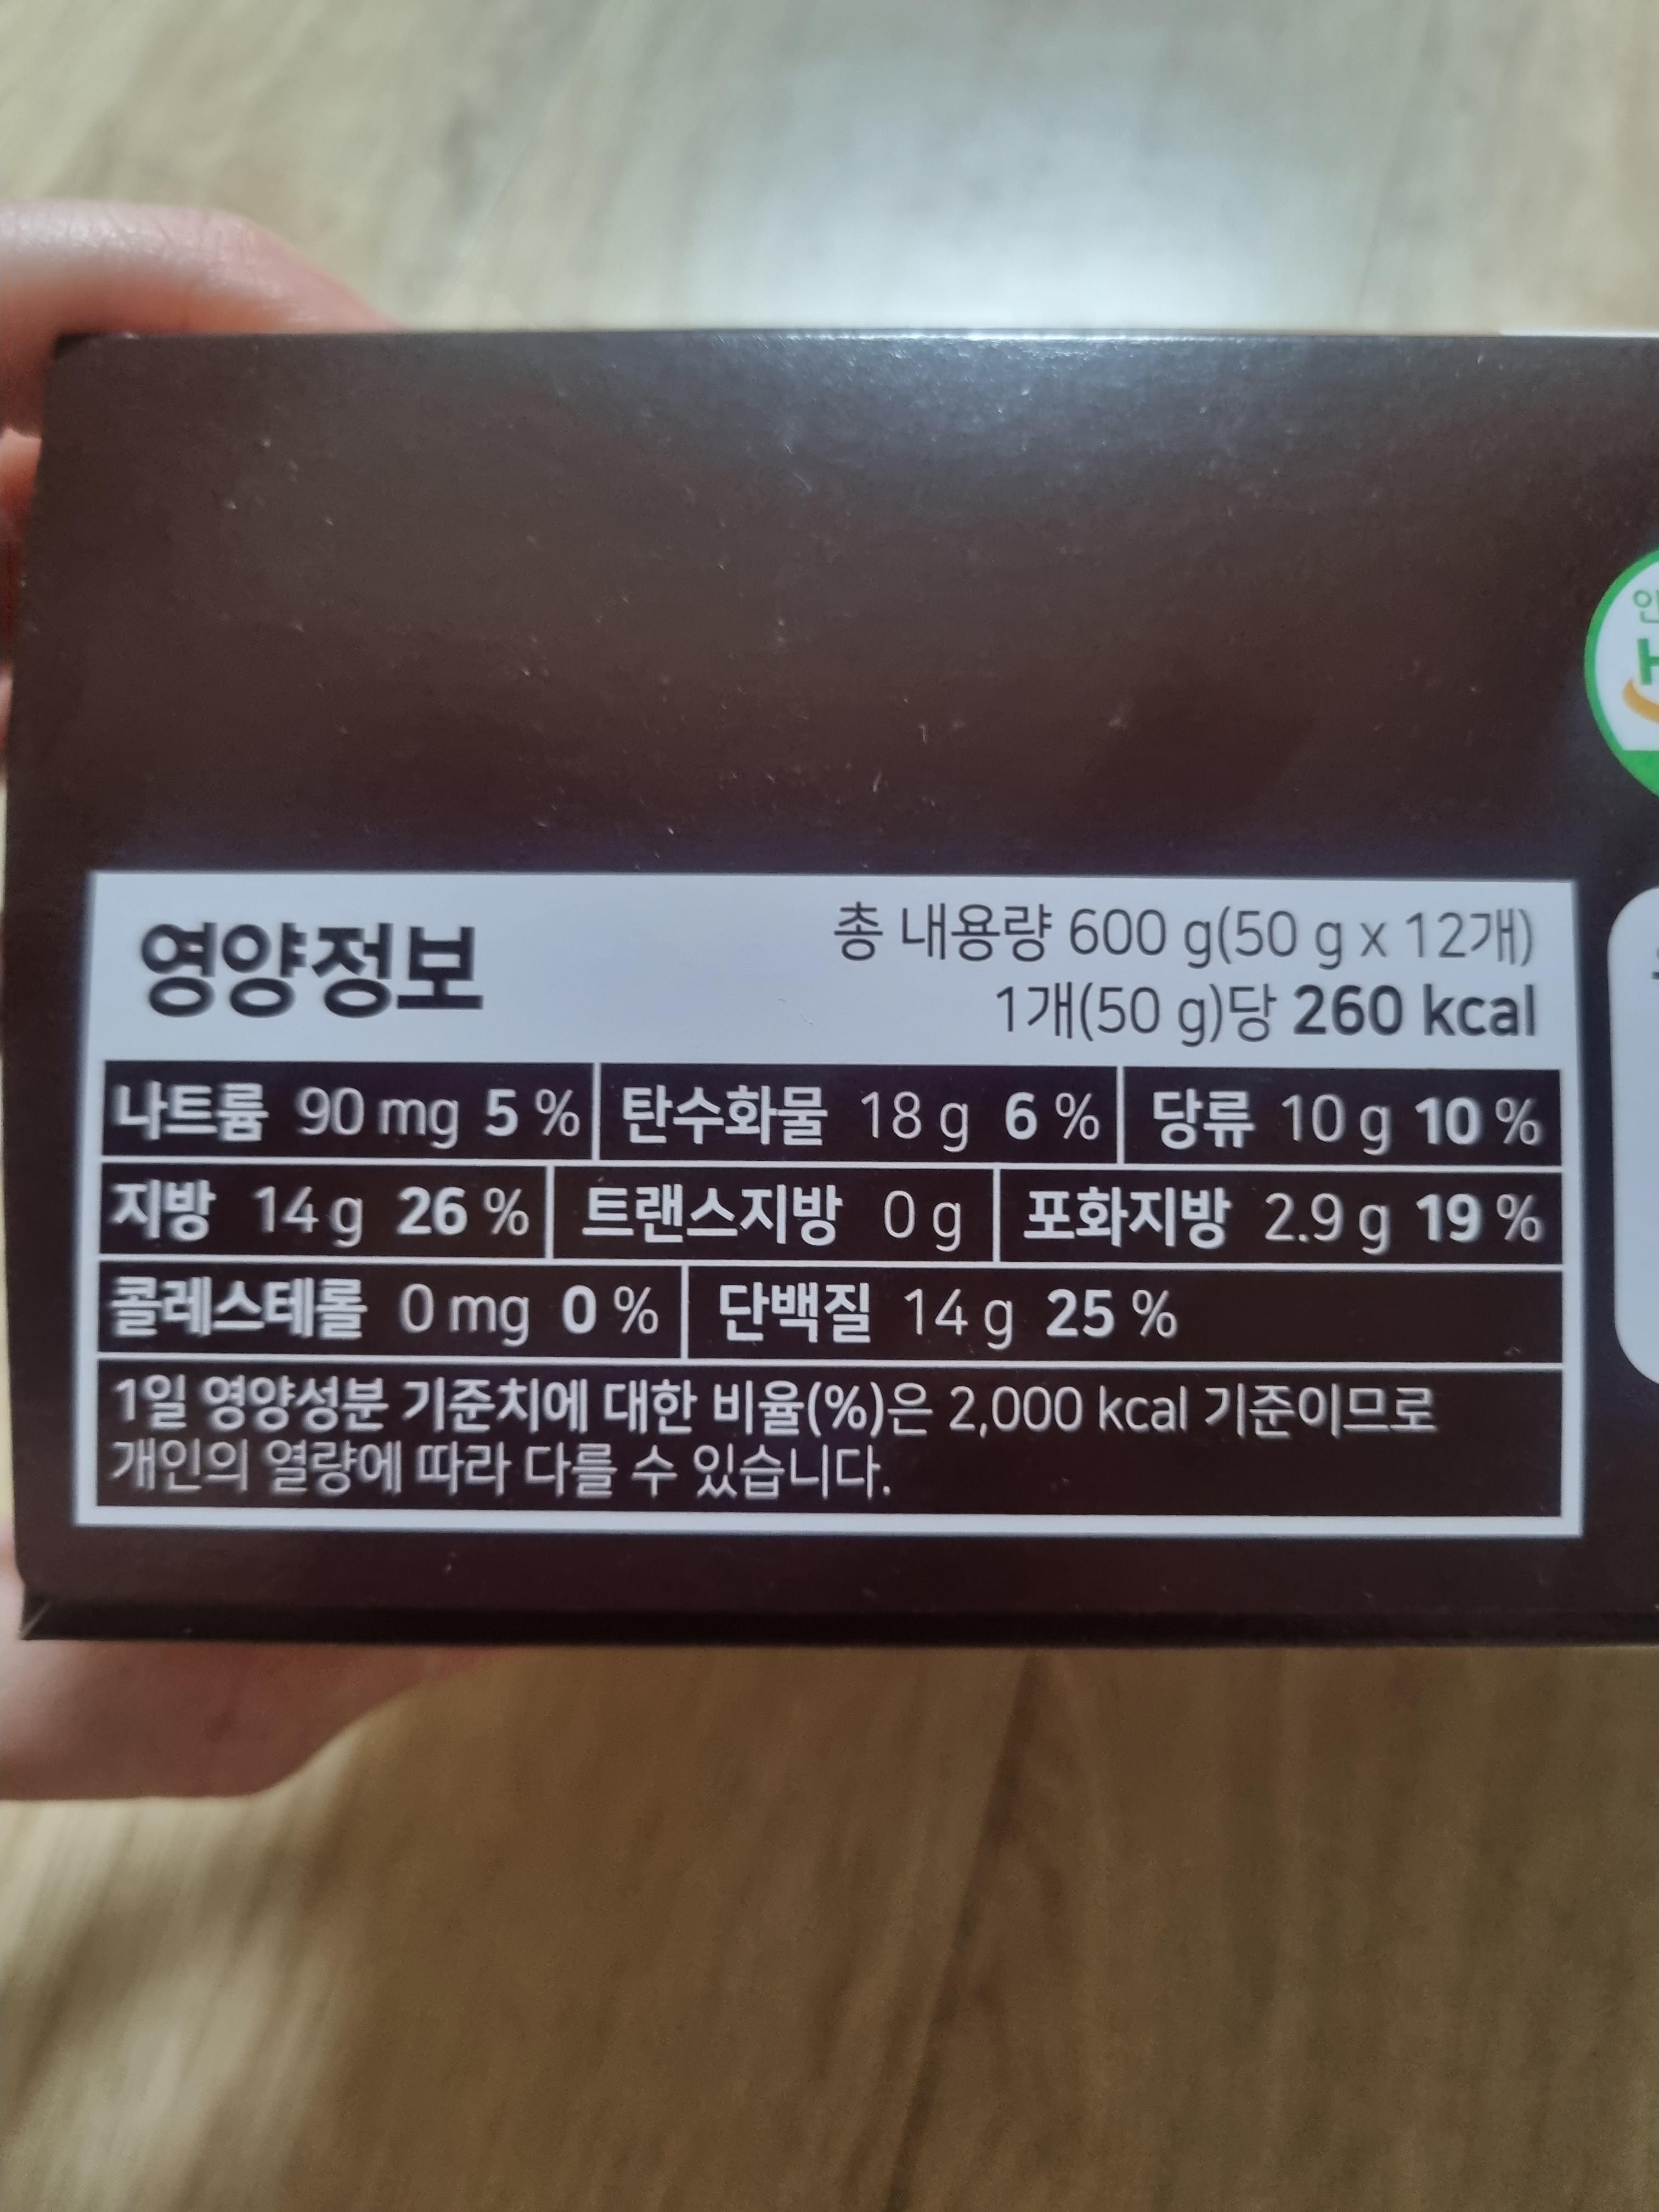 영양정보
총 내용량 600 g(50 g x 12개)
1개(50 g)당 260 kcal
나트륨 90 mg 5 % 탄수화물 18 g 6 % 당류 10 g 10 %
지방 14 g 26 % 트랜스지방 0 g 포화지방 2.9 g 19 %
콜레스테롤 0 mg 0 % 단백질 14 g 25 %
1일 영양성분 기준치에 대한 비율(%)은 2,000 kcal 기준이므로
개인의 열량에 따라 다를 수 있습니다.